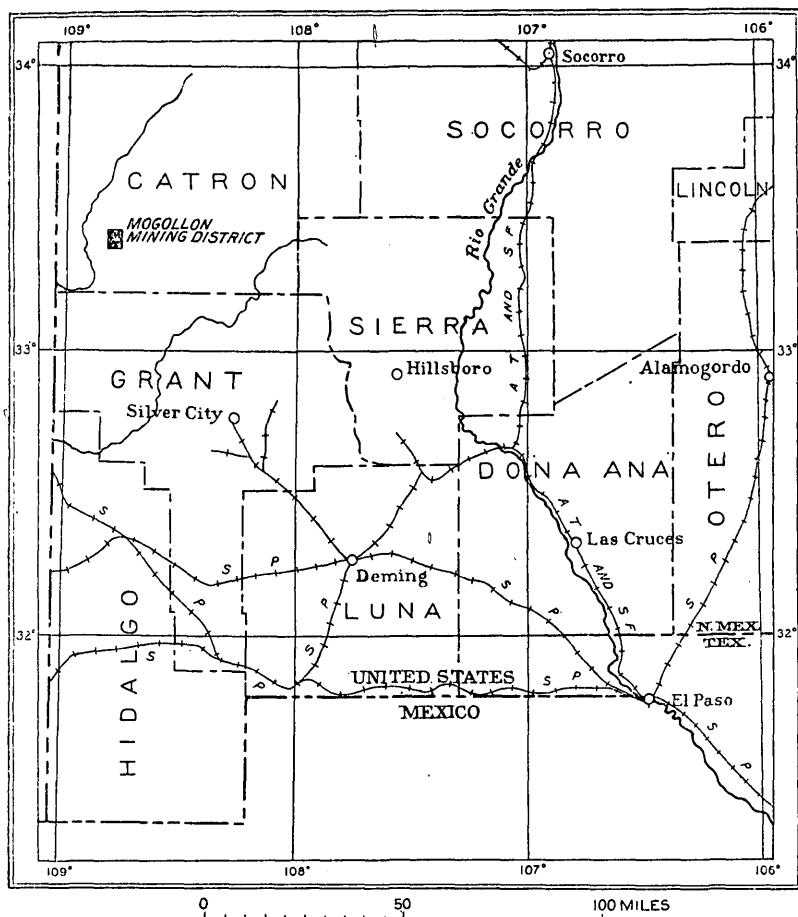 109° 108° 107° 106°
34° 34°
Socorro
SOCORRO
CATRON
LINCOLN
Rio Grande
MOGOLLON
MINING DISTRICT
A T AND S F
SIERRA
33° 33°
Hillsboro
Alamogordo
GRANT
Silver City
OTERO
DONA ANA
S P
A T AND S F
Las Cruces
S P
Deming
S P
S P
P
LUNA
S P
32° 32°
N. MEX.
TEX.
HIDALGO
S P
UNITED STATES
S P
MEXICO
El Paso
S P
109° 108° 107° 106°
0 50 100 MILES